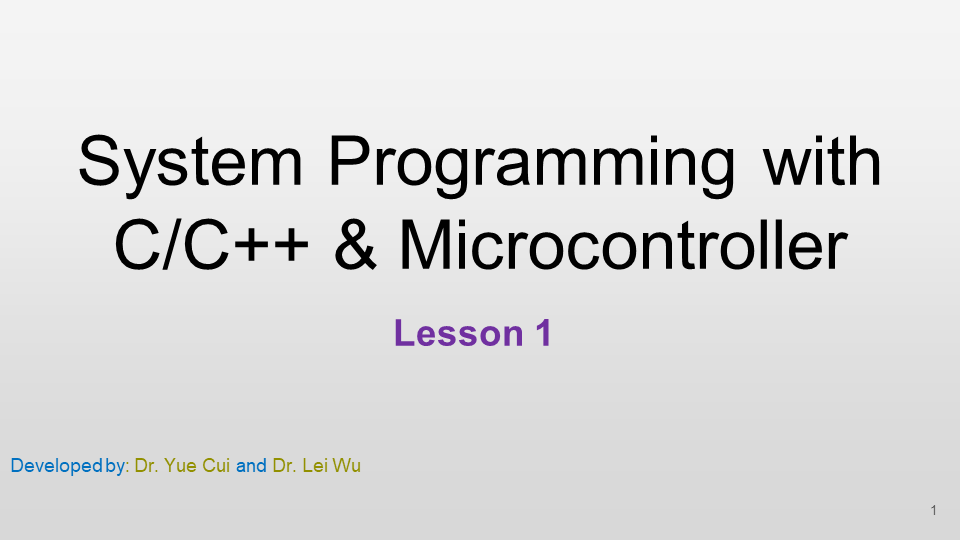 System Programming with
C/C++ & Microcontroller
Lesson 1
Developed by: Dr. Yue Cui and Dr. Lei Wu
1